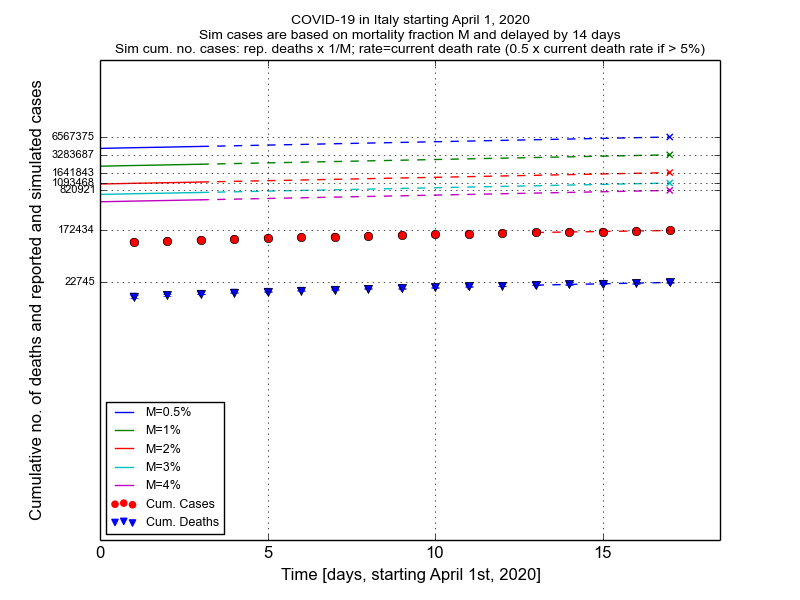 COVID-19 in Italy starting April 1, 2020
Sim cases are based on mortality fraction M and delayed by 14 days
Sim cum. no. cases: rep. deaths x 1/M; rate=current death rate (0.5 x current death rate if > 5%)
Cumulative no. of deaths and reported and simulated cases
6567375
3283687
1641843
1093468
820921
172434
22745
M=0.5%
M=1%
M=2%
M=3%
M=4%
Cum. Cases
Cum. Deaths
0 5 10 15
Time [days, starting April 1st, 2020]